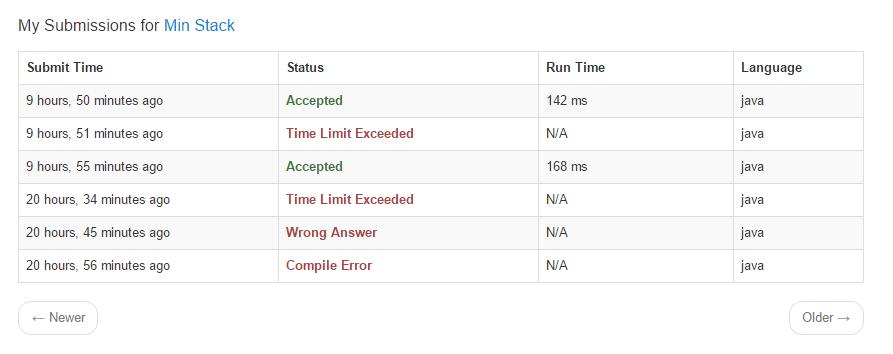 My Submissions for Min Stack
Submit Time Status Run Time Language
9 hours, 50 minutes ago Accepted 142 ms java
9 hours, 51 minutes ago Time Limit Exceeded N/A java
9 hours, 55 minutes ago Accepted 168 ms java
20 hours, 34 minutes ago Time Limit Exceeded N/A java
20 hours, 45 minutes ago Wrong Answer N/A java
20 hours, 56 minutes ago Compile Error N/A java
← Newer Older →